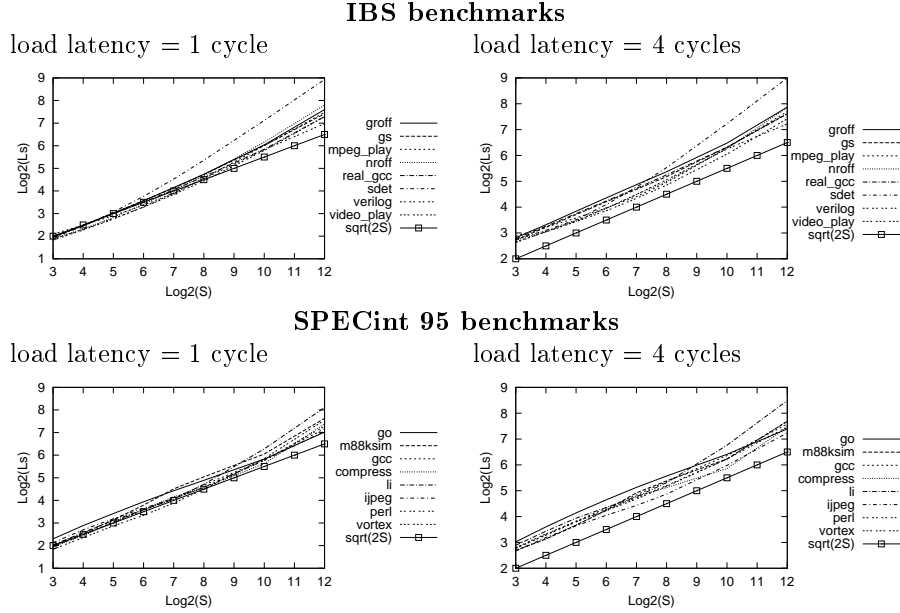 IBS benchmarks
load latency = 1 cycle
load latency = 4 cycles
9
8
7
6
5
4
3
2
1
Log2(Ls)
3 4 5 6 7 8 9 10 11 12
Log2(S)
groff
gs
mpeg_play
nroff
real_gcc
sdet
verilog
video_play
sqrt(2S)
9
8
7
6
5
4
3
2
Log2(Ls)
3 4 5 6 7 8 9 10 11 12
Log2(S)
groff
gs
mpeg_play
nroff
real_gcc
sdet
verilog
video_play
sqrt(2S)
SPECint 95 benchmarks
load latency = 1 cycle
load latency = 4 cycles
9
8
7
6
5
4
3
2
1
Log2(Ls)
3 4 5 6 7 8 9 10 11 12
Log2(S)
go
m88ksim
gcc
compress
li
ijpeg
perl
vortex
sqrt(2S)
9
8
7
6
5
4
3
2
Log2(Ls)
3 4 5 6 7 8 9 10 11 12
Log2(S)
go
m88ksim
gcc
compress
li
ijpeg
perl
vortex
sqrt(2S)